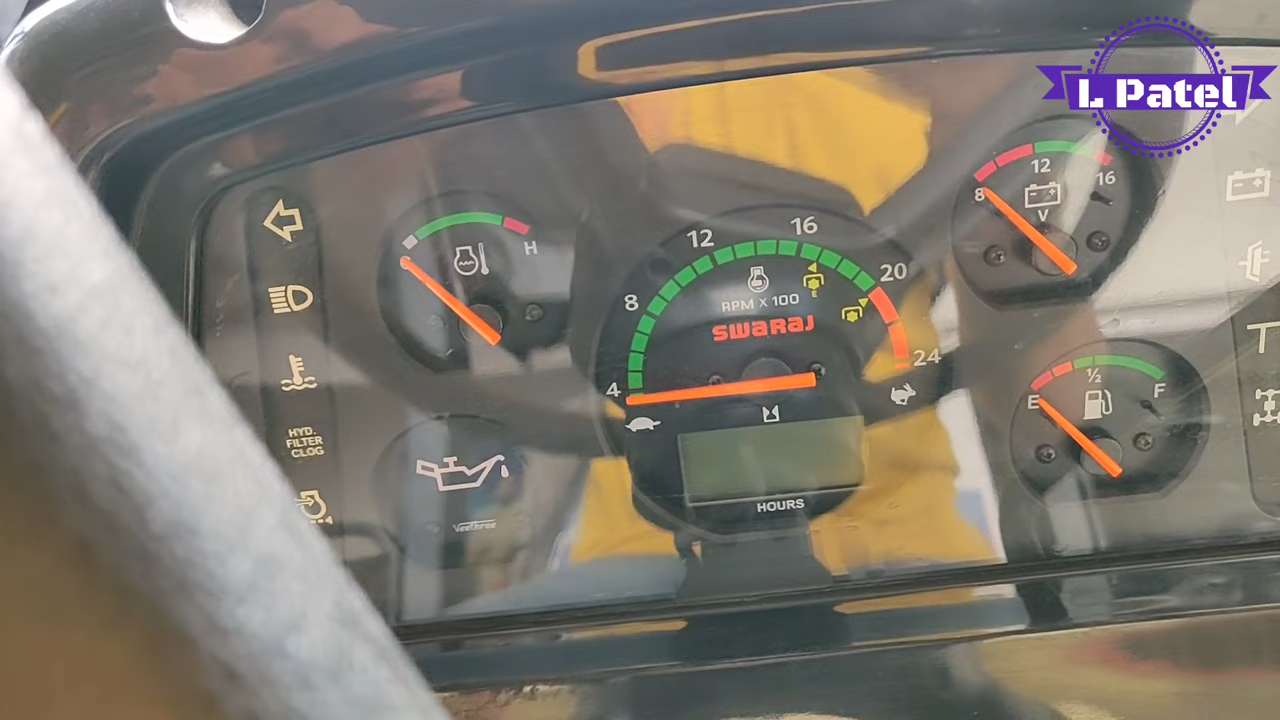 L Patel
H
HYD.
FILTER
CLOG
Veethree
4
8
12
16
20
24
RPM X 100
SWARAJ
E
HOURS
8
12
16
V
E
½
F